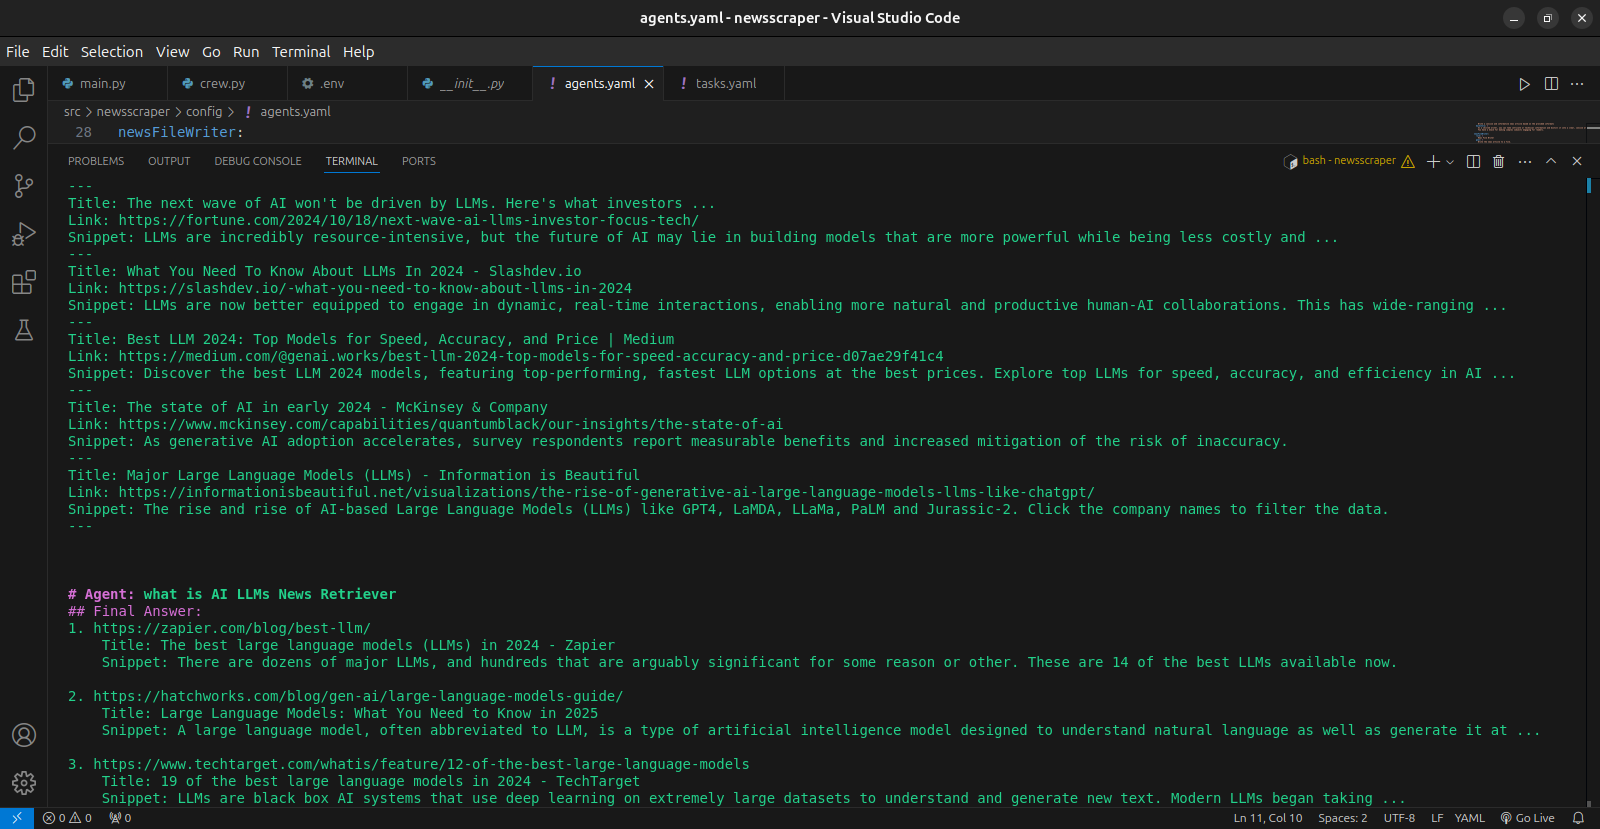 agents.yaml - newsscraper - Visual Studio Code
File Edit Selection View Go Run Terminal Help
main.py crew.py .env __init__.py agents.yaml tasks.yaml
src > newsscraper > config > agents.yaml
28 newsFileWriter:
PROBLEMS OUTPUT DEBUG CONSOLE TERMINAL PORTS bash - newsscraper
---
Title: The next wave of AI won't be driven by LLMs. Here's what investors ...
Link: https://fortune.com/2024/10/18/next-wave-ai-llms-investor-focus-tech/
Snippet: LLMs are incredibly resource-intensive, but the future of AI may lie in building models that are more powerful while being less costly and ...
---
Title: What You Need To Know About LLMs In 2024 - Slashdev.io
Link: https://slashdev.io/-what-you-need-to-know-about-llms-in-2024
Snippet: LLMs are now better equipped to engage in dynamic, real-time interactions, enabling more natural and productive human-AI collaborations. This has wide-ranging ...
---
Title: Best LLM 2024: Top Models for Speed, Accuracy, and Price | Medium
Link: https://medium.com/@genai.works/best-llm-2024-top-models-for-speed-accuracy-and-price-d07ae29f41c4
Snippet: Discover the best LLM 2024 models, featuring top-performing, fastest LLM options at the best prices. Explore top LLMs for speed, accuracy, and efficiency in AI ...
---
Title: The state of AI in early 2024 - McKinsey & Company
Link: https://www.mckinsey.com/capabilities/quantumblack/our-insights/the-state-of-ai
Snippet: As generative AI adoption accelerates, survey respondents report measurable benefits and increased mitigation of the risk of inaccuracy.
---
Title: Major Large Language Models (LLMs) - Information is Beautiful
Link: https://informationisbeautiful.net/visualizations/the-rise-of-generative-ai-large-language-models-llms-like-chatgpt/
Snippet: The rise and rise of AI-based Large Language Models (LLMs) like GPT4, LaMDA, LLaMa, PaLM and Jurassic-2. Click the company names to filter the data.
---
# Agent: what is AI LLMs News Retriever
## Final Answer:
1. https://zapier.com/blog/best-llm/
Title: The best large language models (LLMs) in 2024 - Zapier
Snippet: There are dozens of major LLMs, and hundreds that are arguably significant for some reason or other. These are 14 of the best LLMs available now.
2. https://hatchworks.com/blog/gen-ai/large-language-models-guide/
Title: Large Language Models: What You Need to Know in 2025
Snippet: A large language model, often abbreviated to LLM, is a type of artificial intelligence model designed to understand natural language as well as generate it at ...
3. https://www.techtarget.com/whatis/feature/12-of-the-best-large-language-models
Title: 19 of the best large language models in 2024 - TechTarget
Snippet: LLMs are black box AI systems that use deep learning on extremely large datasets to understand and generate new text. Modern LLMs began taking ...
0 0 0 Ln 11, Col 10 Spaces: 2 UTF-8 LF YAML Go Live